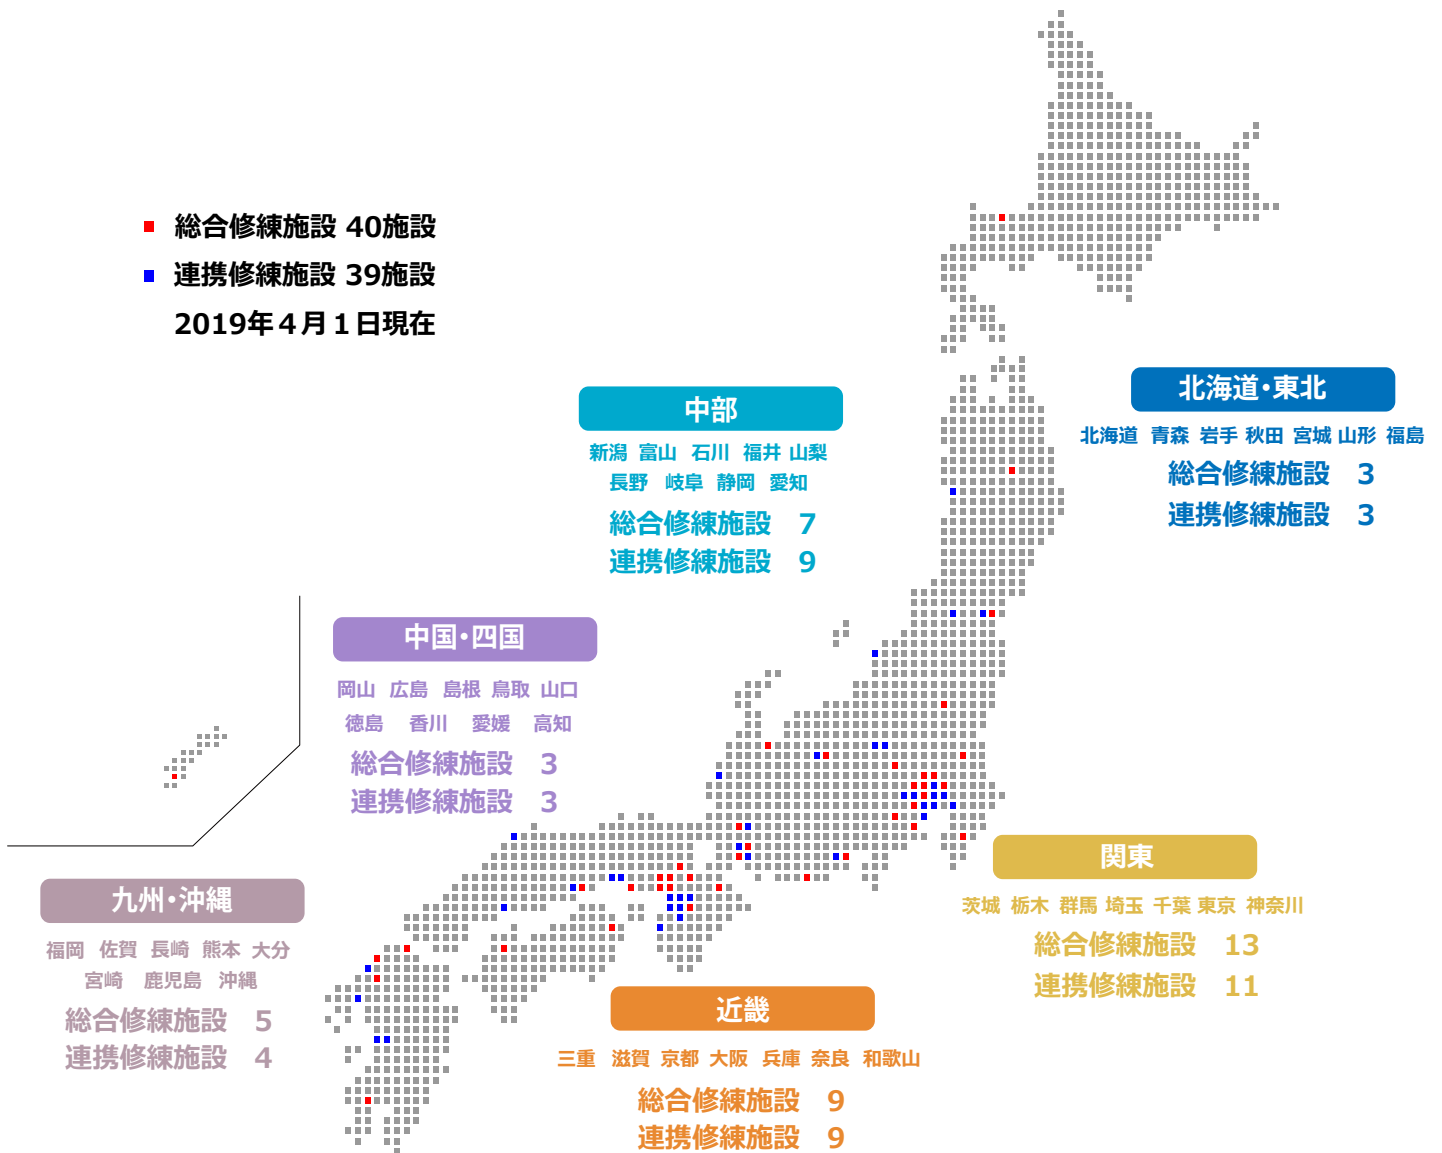 総合修練施設 40施設
連携修練施設 39施設
2019年４月１日現在
北海道・東北
北海道 青森 岩手 秋田 宮城 山形 福島
総合修練施設 3
連携修練施設 3
中部
新潟 富山 石川 福井 山梨
長野 岐阜 静岡 愛知
総合修練施設 7
連携修練施設 9
中国・四国
岡山 広島 島根 鳥取 山口
徳島 香川 愛媛 高知
総合修練施設 3
連携修練施設 3
関東
茨城 栃木 群馬 埼玉 千葉 東京 神奈川
総合修練施設 13
連携修練施設 11
九州・沖縄
福岡 佐賀 長崎 熊本 大分
宮崎 鹿児島 沖縄
総合修練施設 5
連携修練施設 4
近畿
三重 滋賀 京都 大阪 兵庫 奈良 和歌山
総合修練施設 9
連携修練施設 9